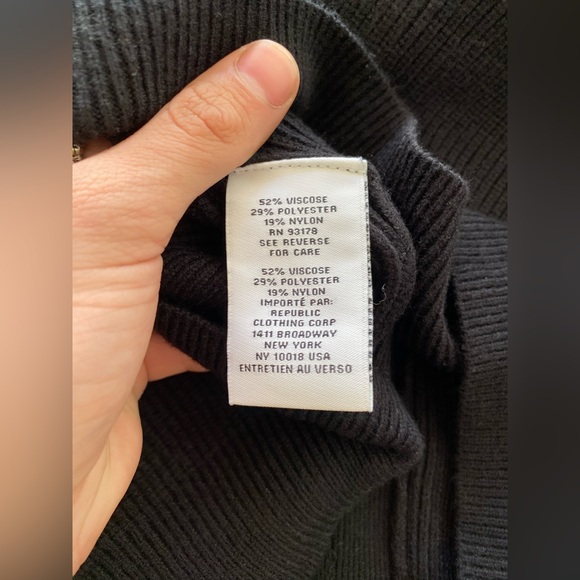 52% VISCOSE
29% POLYESTER
19% NYLON
RN 93178
SEE REVERSE
FOR CARE
52% VISCOSE
29% POLYESTER
19% NYLON
IMPORTÉ PAR:
REPUBLIC
CLOTHING CORP
1411 BROADWAY
NEW YORK
NY 10018 USA
ENTRETIEN AU VERSO